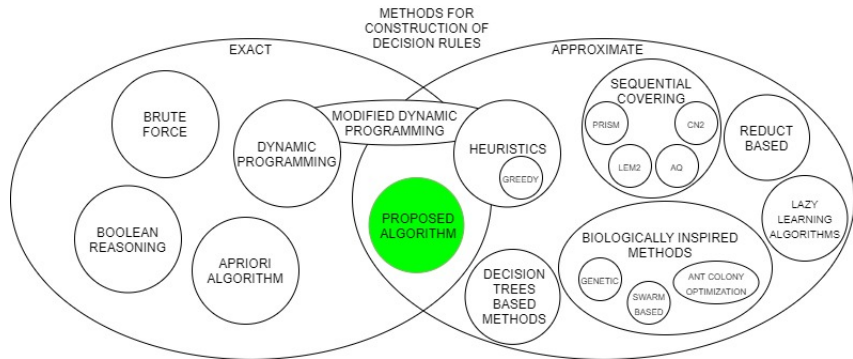 METHODS FOR
CONSTRUCTION OF
DECISION RULES
EXACT
APPROXIMATE
BRUTE
FORCE
DYNAMIC
PROGRAMMING
MODIFIED DYNAMIC
PROGRAMMING
HEURISTICS
GREEDY
SEQUENTIAL
COVERING
PRISM
CN2
LEM2
AQ
REDUCT
BASED
BOOLEAN
REASONING
APRIORI
ALGORITHM
PROPOSED
ALGORITHM
DECISION
TREES
BASED
METHODS
BIOLOGICALLY INSPIRED
METHODS
GENETIC
SWARM
BASED
ANT COLONY
OPTIMIZATION
LAZY
LEARNING
ALGORITHMS